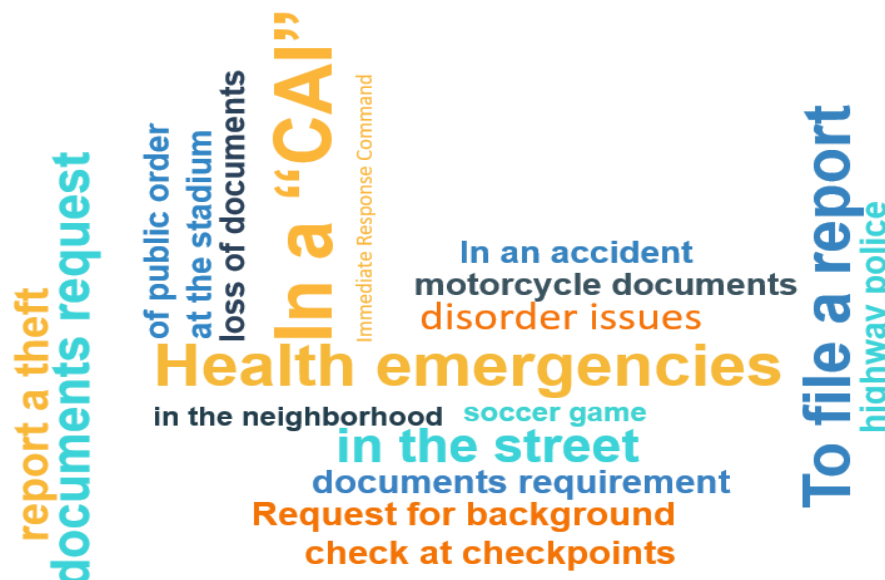 report a theft
documents request
of public order
at the stadium
loss of documents
In a “CAI”
Immediate Response Command
In an accident
motorcycle documents
disorder issues
Health emergencies
in the neighborhood
soccer game
in the street
documents requirement
Request for background
check at checkpoints
To file a report
highway police